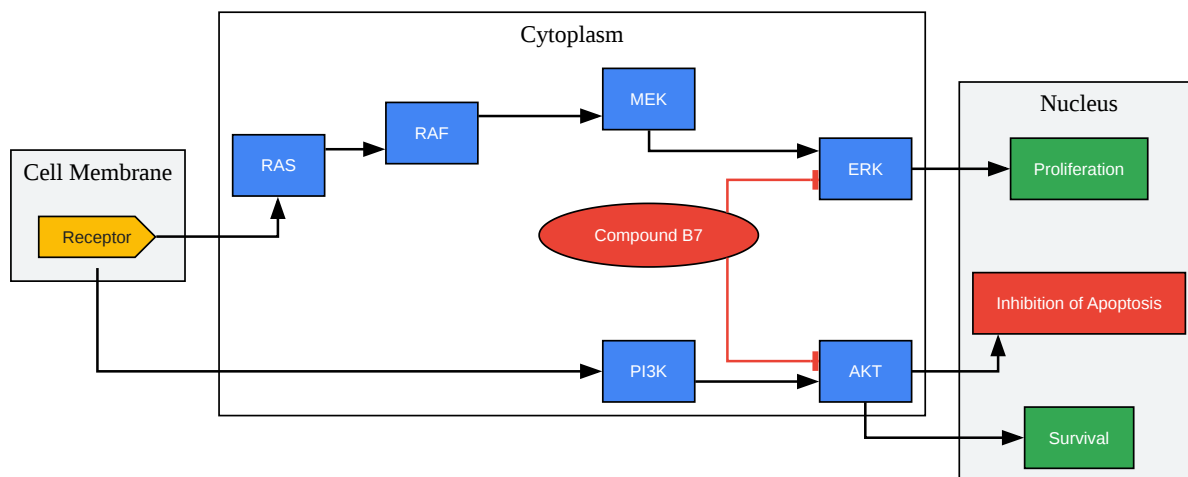 Cytoplasm
Cell Membrane
Nucleus
Receptor
RAS
RAF
MEK
ERK
Compound B7
PI3K
AKT
Proliferation
Inhibition of Apoptosis
Survival